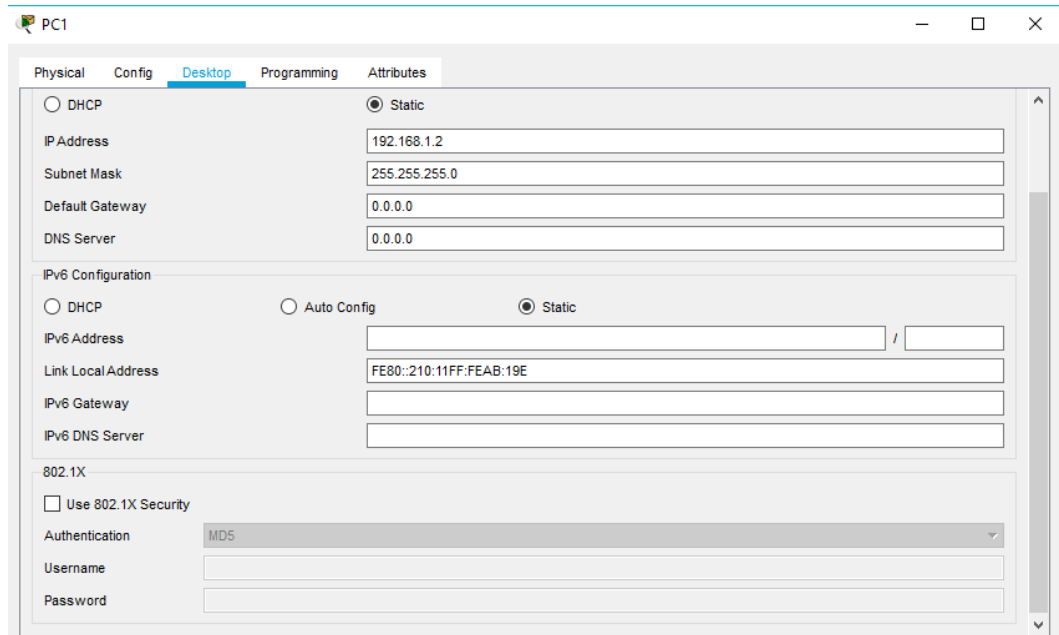 PC1
Physical Config Desktop Programming Attributes
DHCP Static
IP Address 192.168.1.2
Subnet Mask 255.255.255.0
Default Gateway 0.0.0.0
DNS Server 0.0.0.0
IPv6 Configuration
DHCP Auto Config Static
IPv6 Address /
Link Local Address FE80::210:11FF:FEAB:19E
IPv6 Gateway
IPv6 DNS Server
802.1X
Use 802.1X Security
Authentication MD5
Username
Password